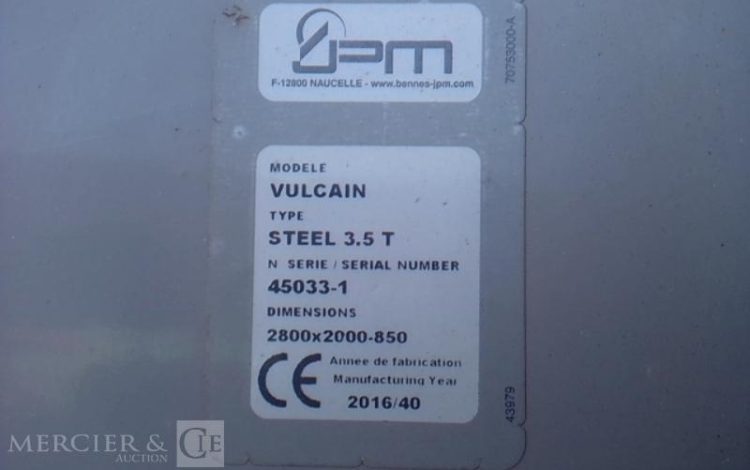 JPM
F-12800 NAUCELLE - www.bennes-jpm.com
70753000-A
MODELE
VULCAIN
TYPE
STEEL 3.5 T
N SERIE / SERIAL NUMBER
45033-1
DIMENSIONS
2800x2000-850
CE
Annee de fabrication
Manufacturing Year
2016/40
43979
MERCIER & CIE
AUCTION